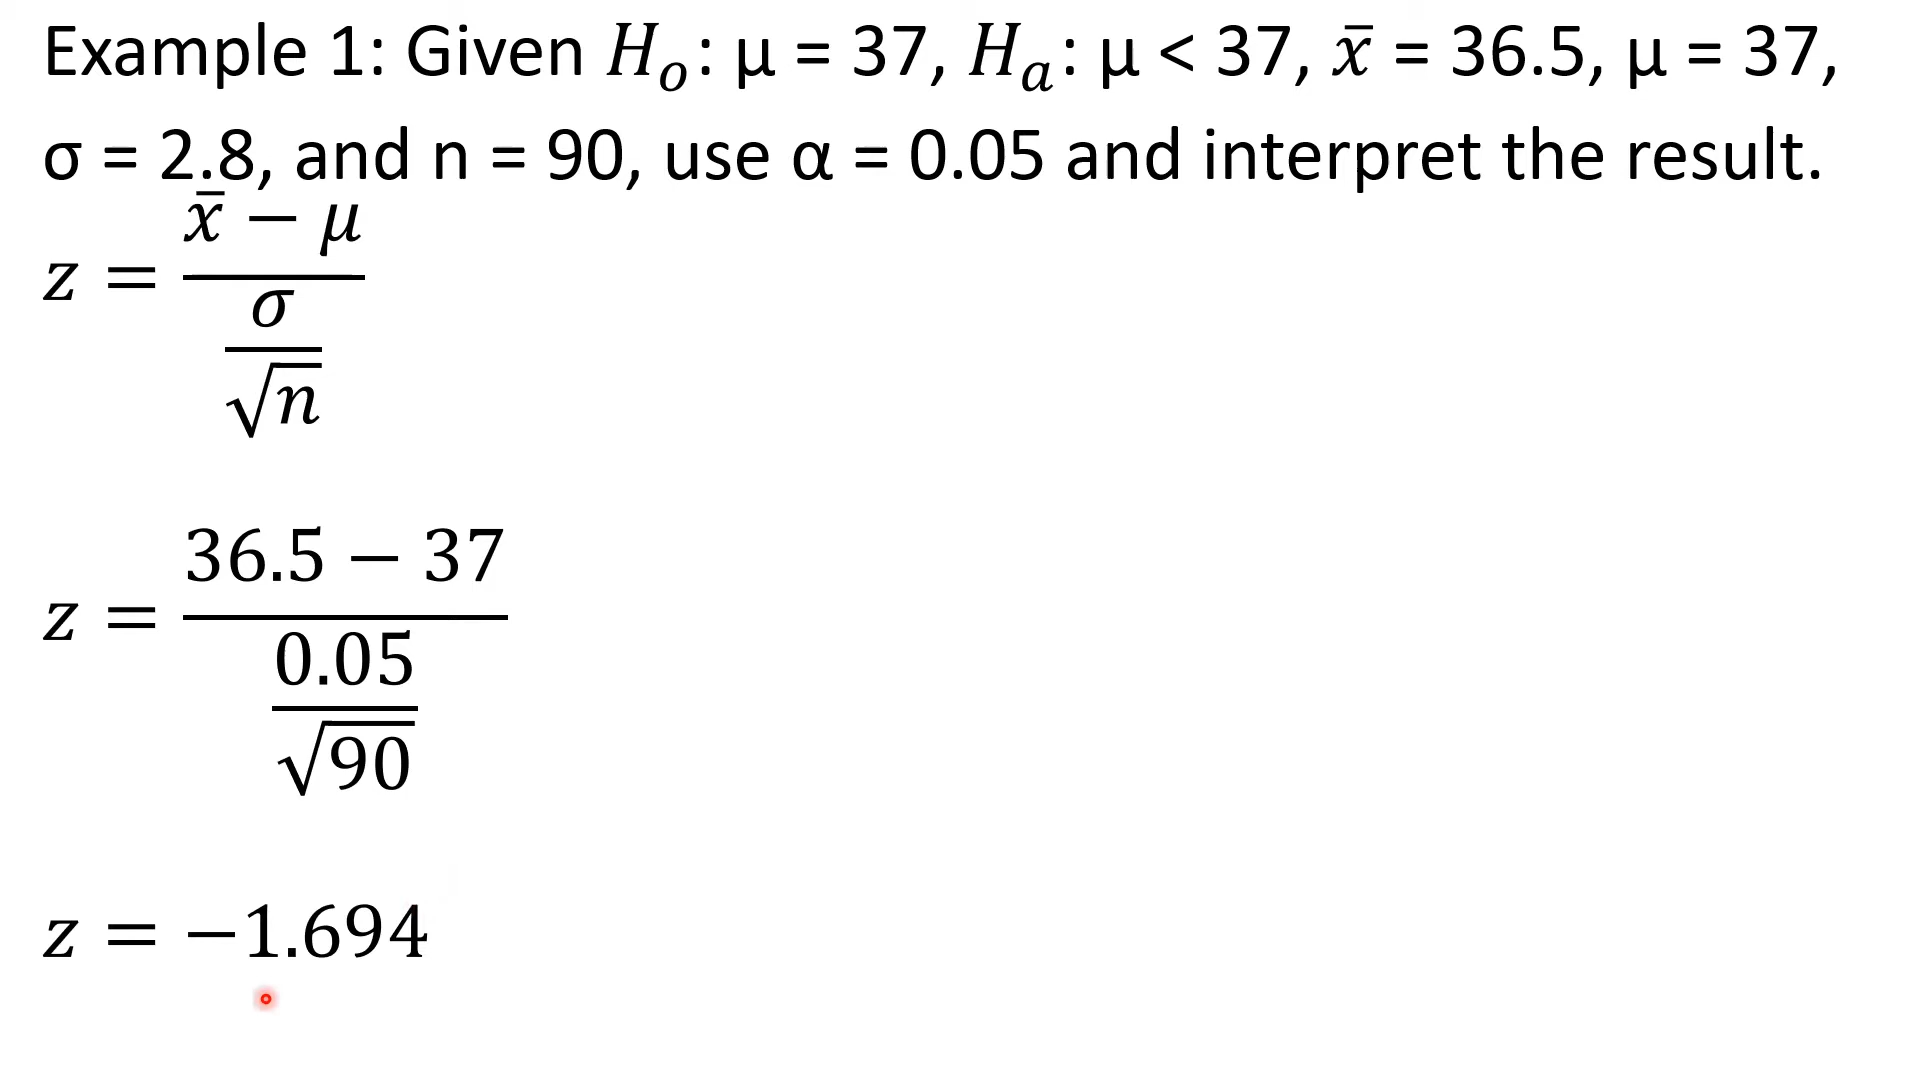 Example 1: Given Hₒ: μ = 37, Hₐ: μ < 37, x̄ = 36.5, μ = 37,
σ = 2.8, and n = 90, use α = 0.05 and interpret the result.
z = (x̄ − μ) / (σ / √n)
z = (36.5 − 37) / (0.05 / √90)
z = −1.694